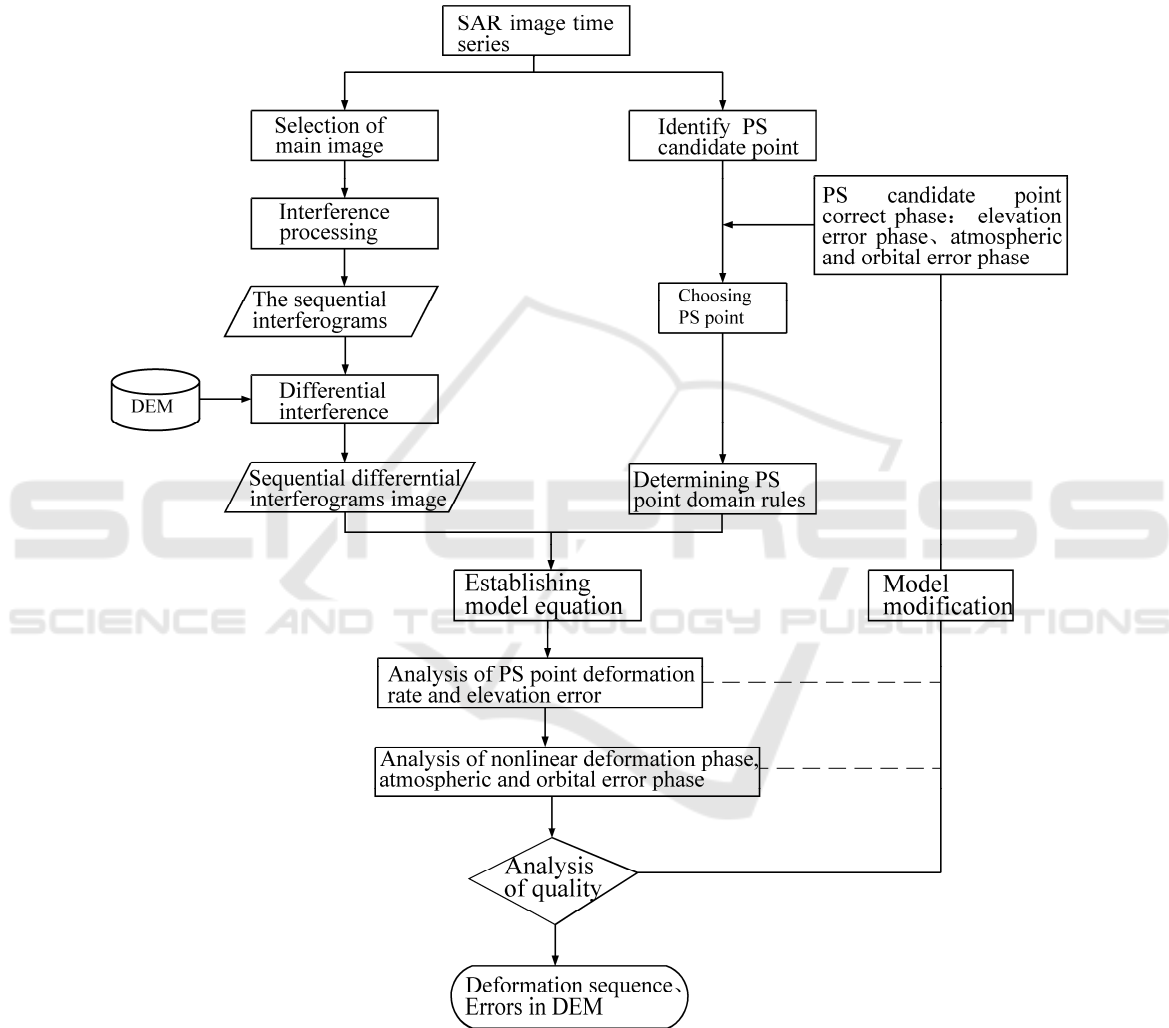 SAR image time
series
Selection of
main image
Identify PS
candidate point
Interference
processing
PS candidate point
correct phase： elevation
error phase、atmospheric
and orbital error phase
The sequential
interferograms
Choosing
PS point
DEM
Differential
interference
Sequential differerntial
interferograms image
Determining PS
point domain rules
SCITEPRESS
SCIENCE AND TECHNOLOGY PUBLICATIONS
Establishing
model equation
Model
modification
Analysis of PS point deformation
rate and elevation error
Analysis of nonlinear deformation phase,
atmospheric and orbital error phase
Analysis
of quality
Deformation sequence、
Errors in DEM